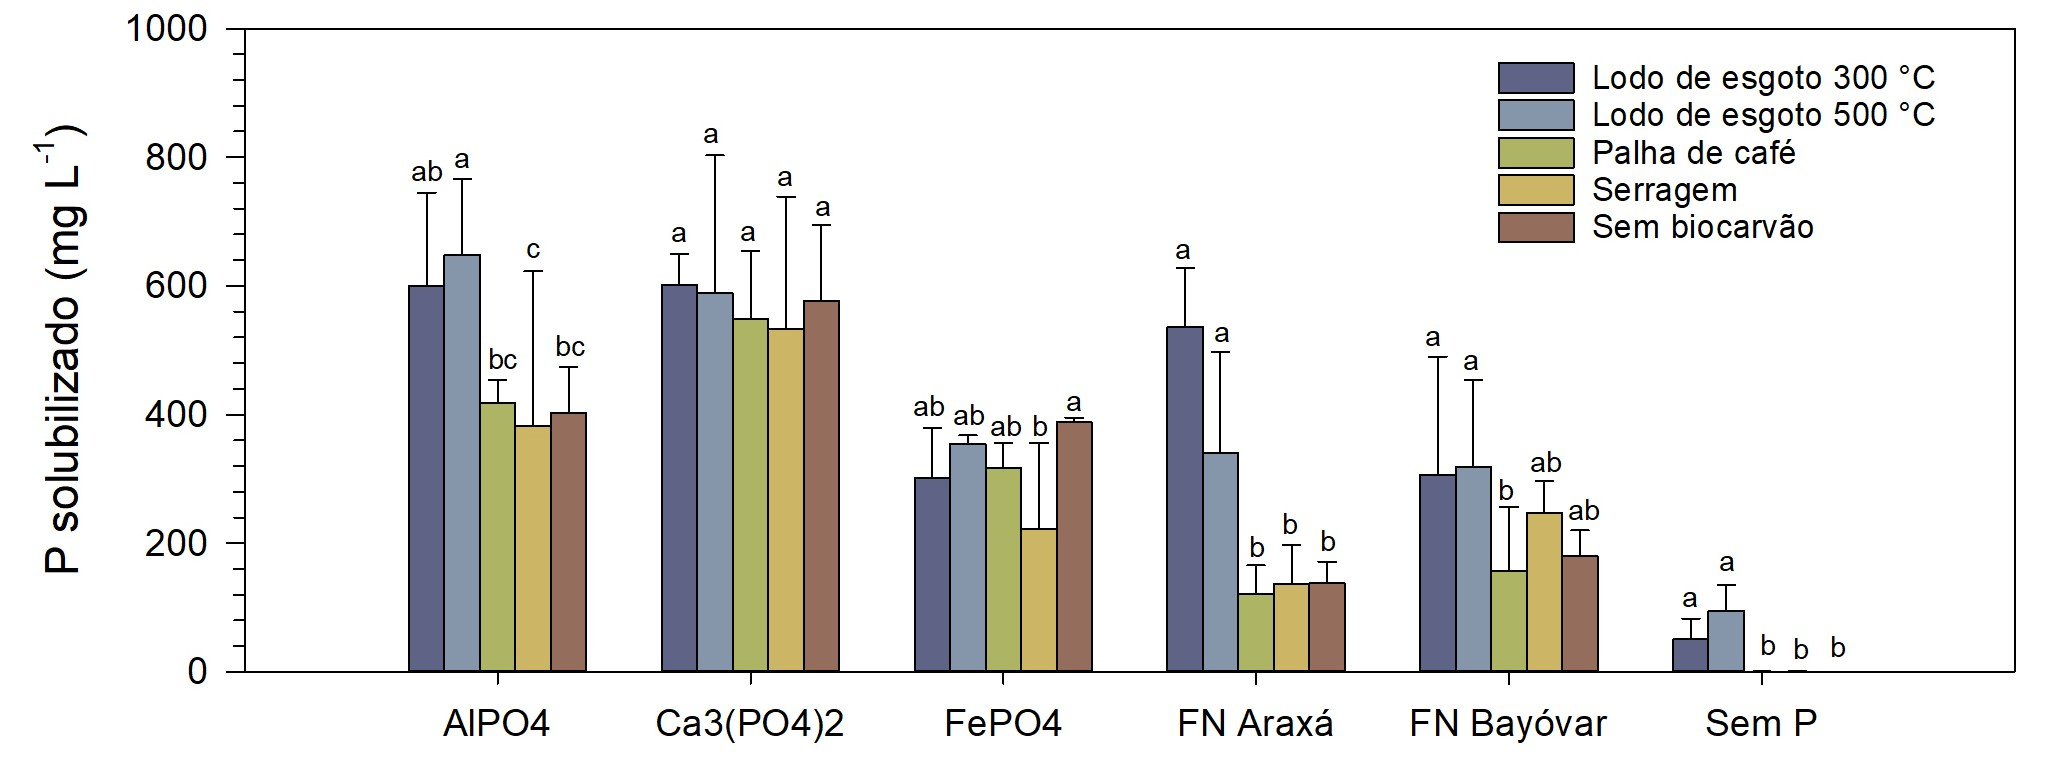 1000
800
600
400
200
0
P solubilizado (mg L-1)
Lodo de esgoto 300 °C
Lodo de esgoto 500 °C
Palha de café
Serragem
Sem biocarvão
ab a bc c bc
a a a a a
ab ab ab b a
a a b b b
a a b ab ab
a a b b b
AlPO4 Ca3(PO4)2 FePO4 FN Araxá FN Bayóvar Sem P